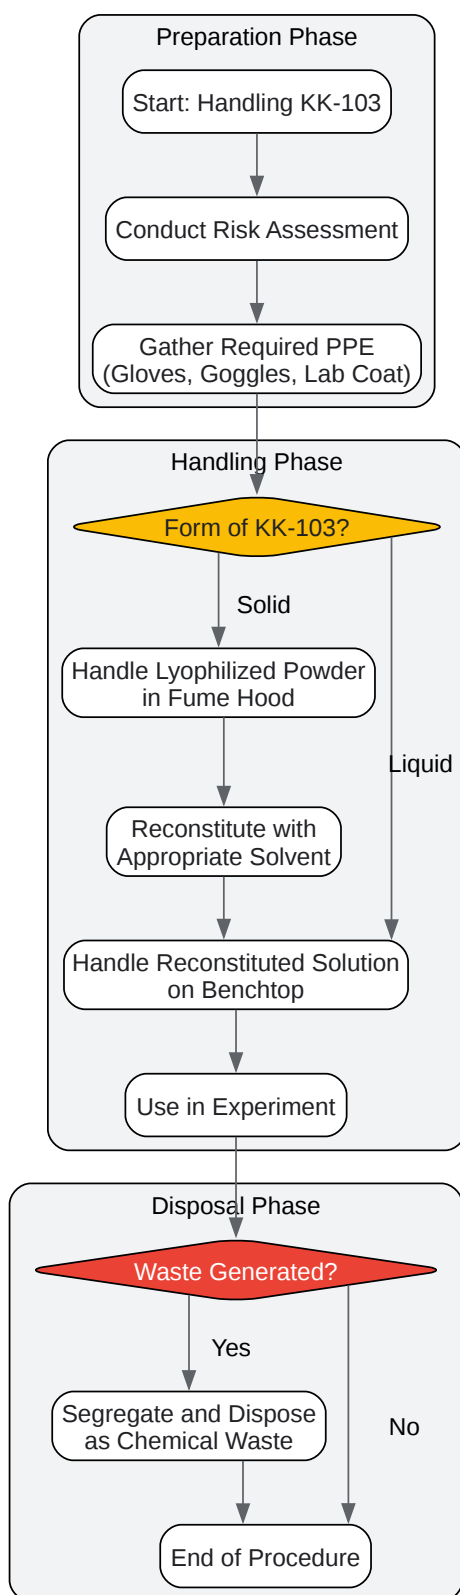 Preparation Phase
Start: Handling KK-103
Conduct Risk Assessment
Gather Required PPE
(Gloves, Goggles, Lab Coat)
Handling Phase
Form of KK-103?
Solid
Handle Lyophilized Powder
in Fume Hood
Liquid
Reconstitute with
Appropriate Solvent
Handle Reconstituted Solution
on Benchtop
Use in Experiment
Disposal Phase
Waste Generated?
Yes
Segregate and Dispose
as Chemical Waste
No
End of Procedure